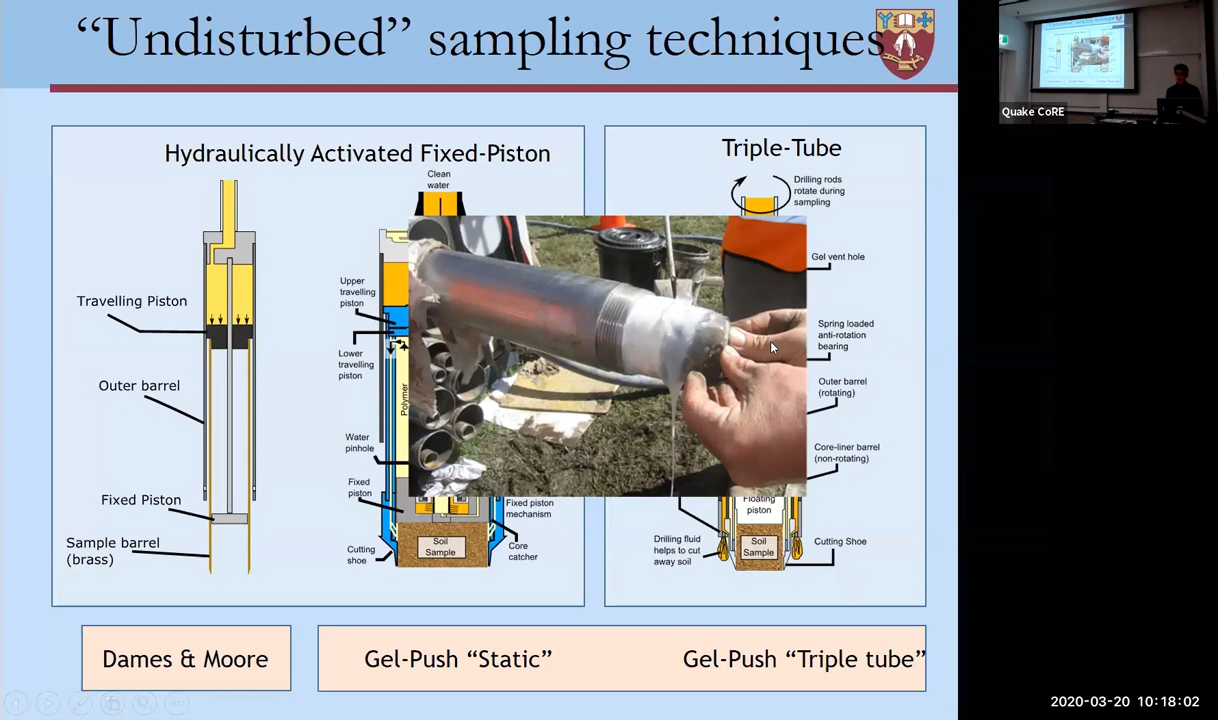 “Undisturbed” sampling techniques
Hydraulically Activated Fixed-Piston
Triple-Tube
Travelling Piston
Outer barrel
Fixed Piston
Sample barrel
(brass)
Clean
water
Upper
travelling
piston
Lower
travelling
piston
Polymer
Water
pinhole
Fixed
piston
Cutting
shoe
Soil
Sample
Fixed piston
mechanism
Core
catcher
Drilling rods
rotate during
sampling
Gel vent hole
Spring loaded
anti-rotation
bearing
Outer barrel
(rotating)
Core-liner barrel
(non-rotating)
Floating
piston
Drilling fluid
helps to cut
away soil
Soil
Sample
Cutting Shoe
Dames & Moore
Gel-Push “Static”
Gel-Push “Triple tube”
Quake CoRE
2020-03-20 10:18:02